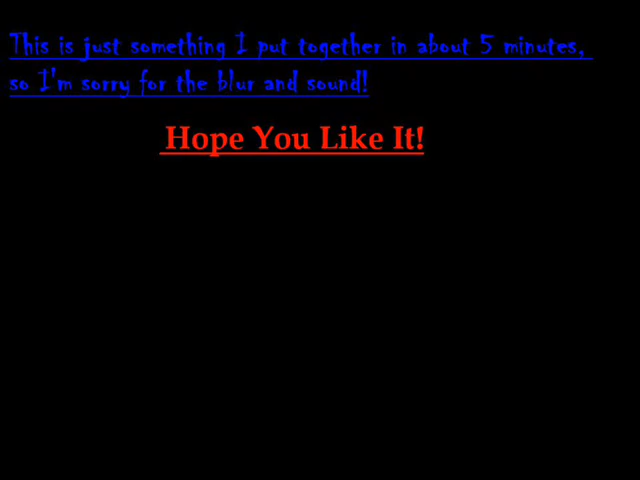 This is just something I put together in about 5 minutes,
so I'm sorry for the blur and sound!
Hope You Like It!